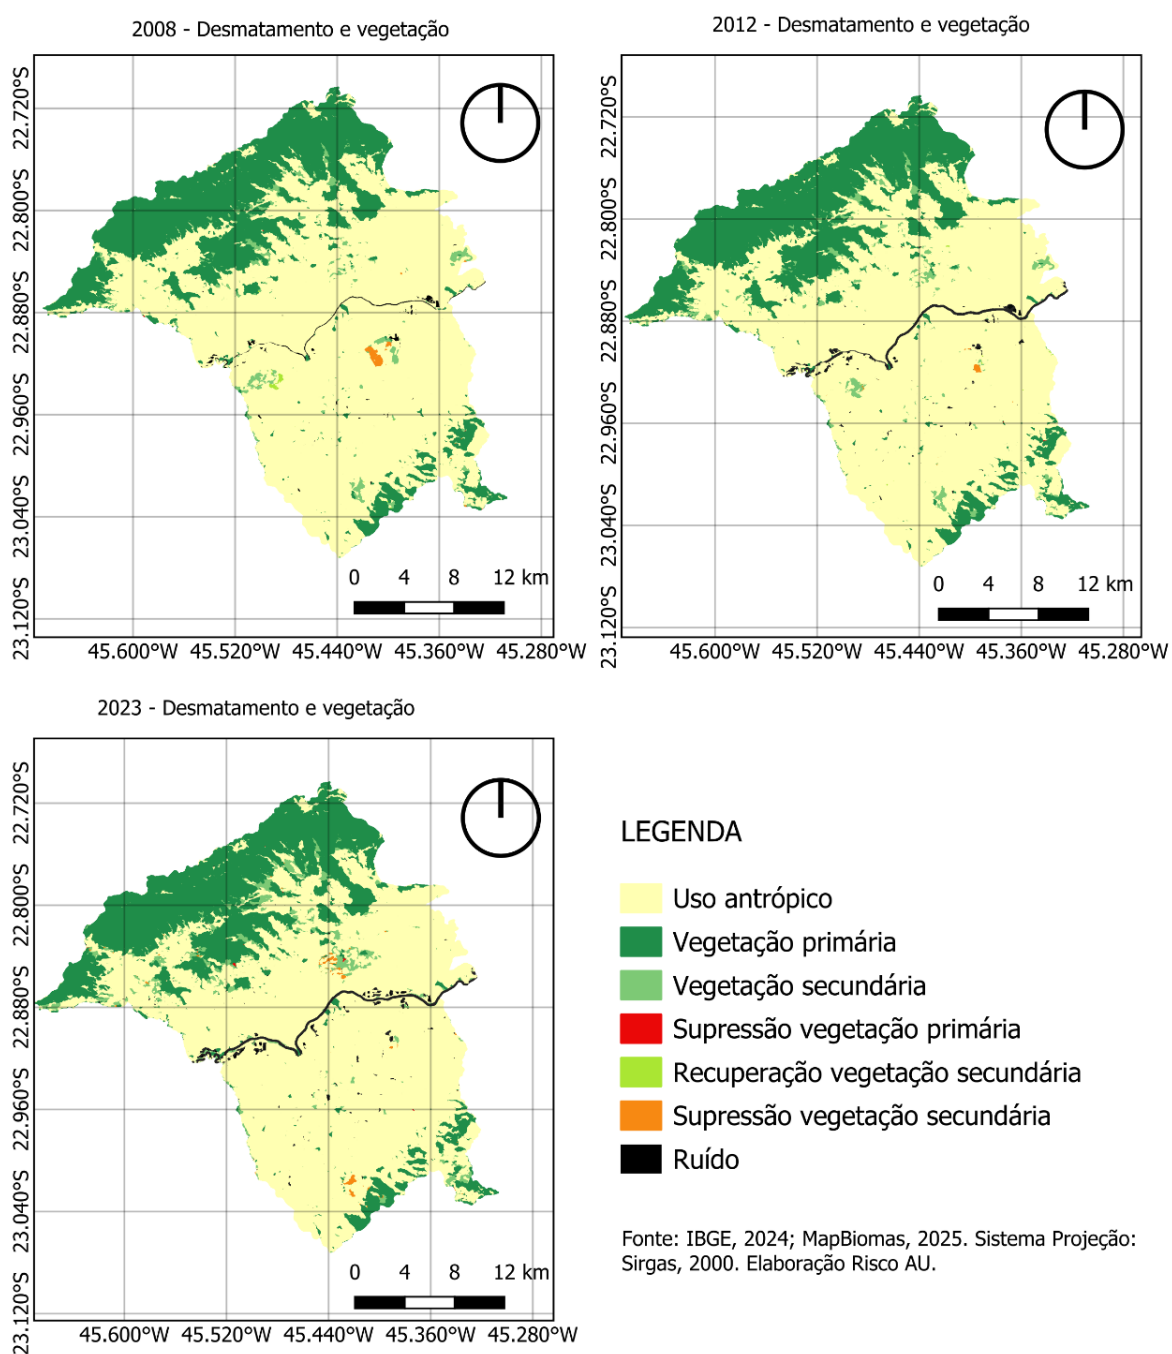 2008 - Desmatamento e vegetação
22.720°S
22.800°S
22.880°S
22.960°S
23.040°S
23.120°S
0 4 8 12 km
45.600°W 45.520°W 45.440°W 45.360°W 45.280°W
2012 - Desmatamento e vegetação
22.720°S
22.800°S
22.880°S
22.960°S
23.040°S
23.120°S
0 4 8 12 km
45.600°W 45.520°W 45.440°W 45.360°W 45.280°W
2023 - Desmatamento e vegetação
22.720°S
22.800°S
22.880°S
22.960°S
23.040°S
23.120°S
0 4 8 12 km
45.600°W 45.520°W 45.440°W 45.360°W 45.280°W
LEGENDA
Uso antrópico
Vegetação primária
Vegetação secundária
Supressão vegetação primária
Recuperação vegetação secundária
Supressão vegetação secundária
Ruído
Fonte: IBGE, 2024; MapBiomas, 2025. Sistema Projeção:
Sirgas, 2000. Elaboração Risco AU.